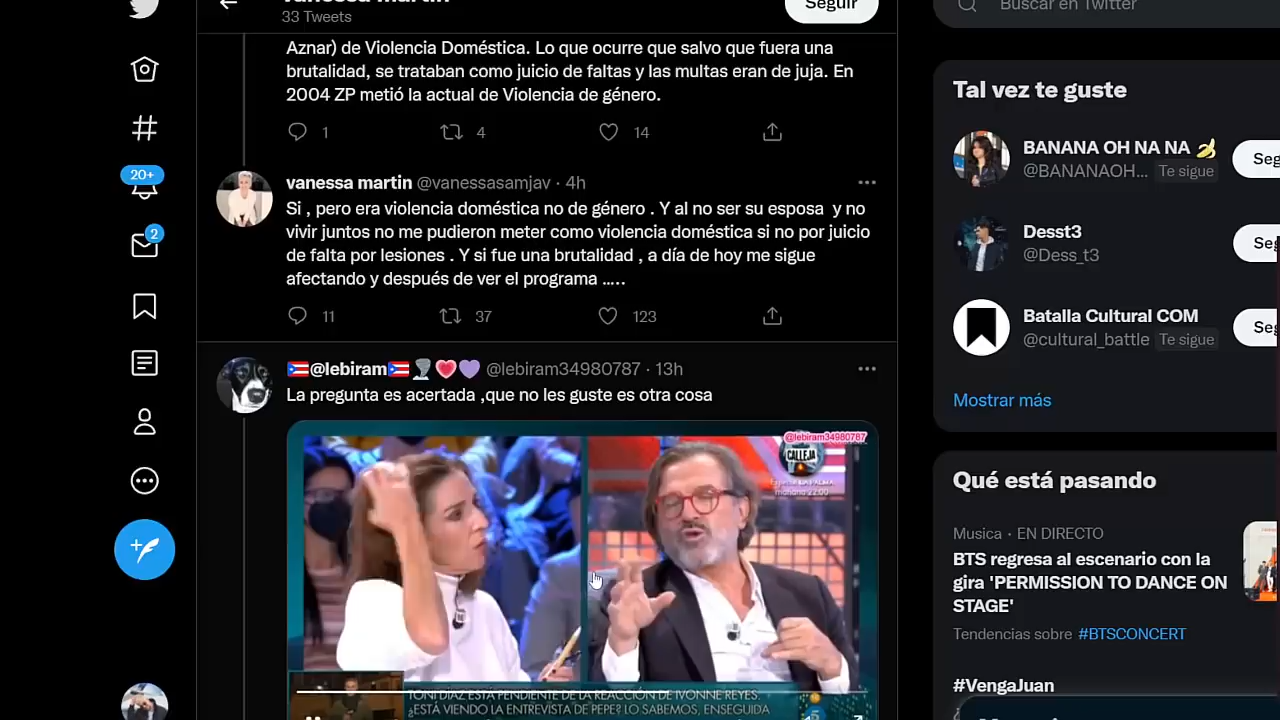 vanessa martin
33 Tweets
Seguir
Buscar en Twitter
Aznar) de Violencia Doméstica. Lo que ocurre que salvo que fuera una
brutalidad, se trataban como juicio de faltas y las multas eran de juja. En
2004 ZP metió la actual de Violencia de género.
1 4 14
vanessa martin @vanessasamjav · 4h
Si , pero era violencia doméstica no de género . Y al no ser su esposa y no
vivir juntos no me pudieron meter como violencia doméstica si no por juicio
de falta por lesiones . Y si fue una brutalidad , a día de hoy me sigue
afectando y después de ver el programa .....
11 37 123
@lebiram @lebiram34980787 · 13h
La pregunta es acertada ,que no les guste es otra cosa
@lebiram34980787
CALLEJA
mañana 22:00
TONI DÍAZ ESTÁ PENDIENTE DE LA REACCIÓN DE IVONNE REYES.
¿ESTÁ VIENDO LA ENTREVISTA DE PEPE? LO SABEMOS, ENSEGUIDA
20+
2
Tal vez te guste
BANANA OH NA NA
@BANANAOH... Te sigue
Seg
Desst3
@Dess_t3
Seg
Batalla Cultural COM
@cultural_battle Te sigue
Seg
Mostrar más
Qué está pasando
Musica · EN DIRECTO
BTS regresa al escenario con la
gira 'PERMISSION TO DANCE ON
STAGE'
Tendencias sobre #BTSCONCERT
#VengaJuan